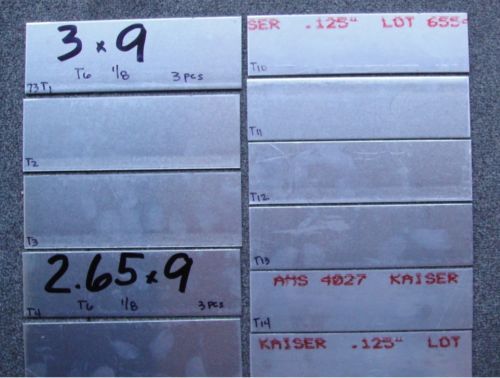 3 x 9
T6 1/8 3 pcs
T1
T2
T3
2.65 x 9
T6 1/8 3 pcs
T4
SER .125" LOT 655
T10
T11
T12
T13
AMS 4027 KAISER
T14
KAISER .125" LOT